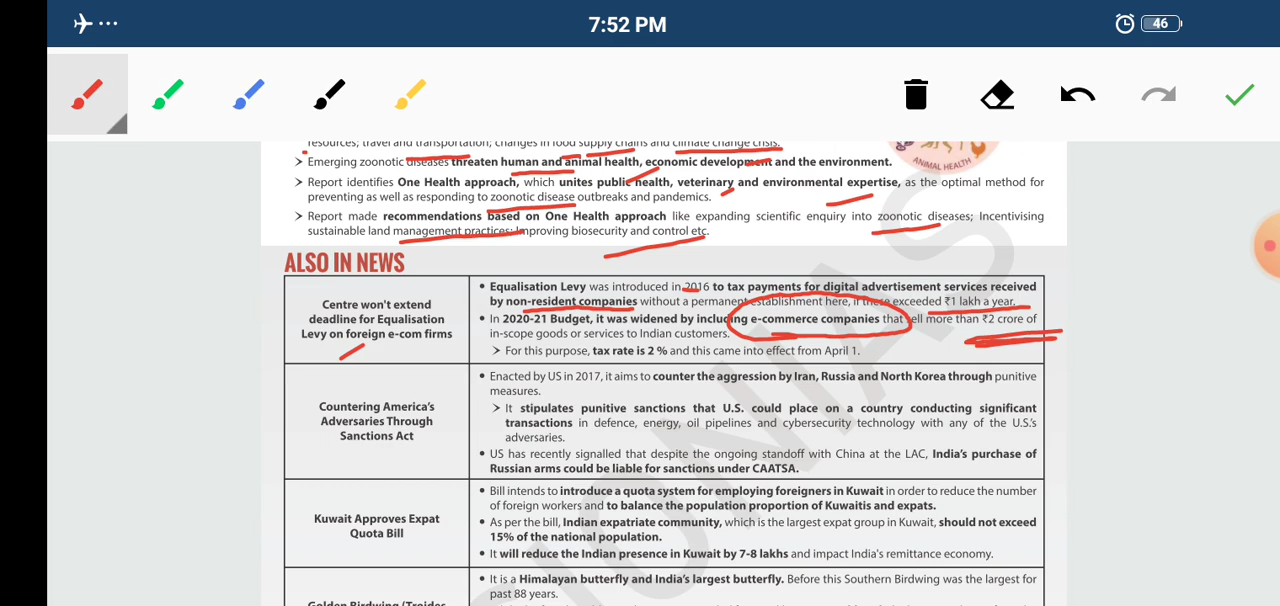 7:52 PM
46
resources; travel and transportation; changes in food supply chains and climate change crisis.
➤ Emerging zoonotic diseases threaten human and animal health, economic development and the environment.
ANIMAL HEALTH
➤ Report identifies One Health approach, which unites public health, veterinary and environmental expertise, as the optimal method for
preventing as well as responding to zoonotic disease outbreaks and pandemics.
➤ Report made recommendations based on One Health approach like expanding scientific enquiry into zoonotic diseases; Incentivising
sustainable land management practices; Improving biosecurity and control etc.
ALSO IN NEWS
Centre won't extend
deadline for Equalisation
Levy on foreign e-com firms
• Equalisation Levy was introduced in 2016 to tax payments for digital advertisement services received
by non-resident companies without a permanent establishment here, if these exceeded ₹1 lakh a year.
• In 2020-21 Budget, it was widened by including e-commerce companies that sell more than ₹2 crore of
in-scope goods or services to Indian customers.
➤ For this purpose, tax rate is 2 % and this came into effect from April 1.
Countering America's
Adversaries Through
Sanctions Act
• Enacted by US in 2017, it aims to counter the aggression by Iran, Russia and North Korea through punitive
measures.
➤ It stipulates punitive sanctions that U.S. could place on a country conducting significant
transactions in defence, energy, oil pipelines and cybersecurity technology with any of the U.S.'s
adversaries.
• US has recently signalled that despite the ongoing standoff with China at the LAC, India's purchase of
Russian arms could be liable for sanctions under CAATSA.
Kuwait Approves Expat
Quota Bill
• Bill intends to introduce a quota system for employing foreigners in Kuwait in order to reduce the number
of foreign workers and to balance the population proportion of Kuwaitis and expats.
• As per the bill, Indian expatriate community, which is the largest expat group in Kuwait, should not exceed
15% of the national population.
• It will reduce the Indian presence in Kuwait by 7-8 lakhs and impact India's remittance economy.
Golden Birdwing (Troides
• It is a Himalayan butterfly and India's largest butterfly. Before this Southern Birdwing was the largest for
past 88 years.